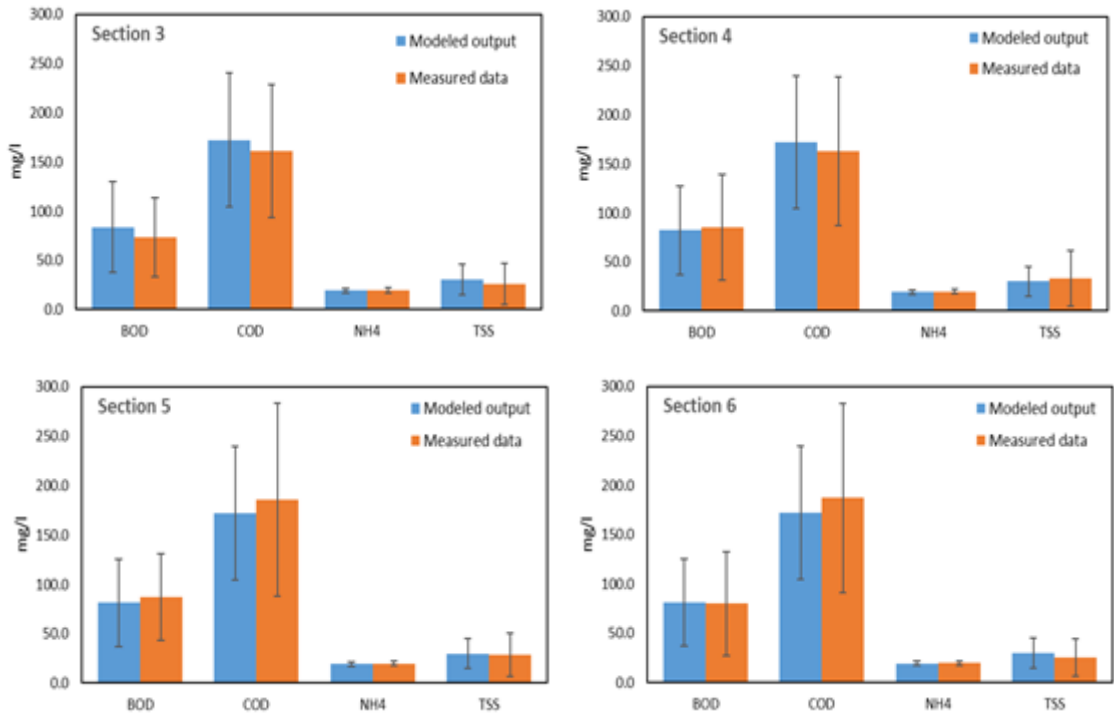 Section 3
Modeled output
Measured data
mg/l
300.0
250.0
200.0
150.0
100.0
50.0
0.0
BOD COD NH4 TSS
Section 4
Modeled output
Measured data
mg/l
300.0
250.0
200.0
150.0
100.0
50.0
0.0
BOD COD NH4 TSS
Section 5
Modeled output
Measured data
mg/l
300.0
250.0
200.0
150.0
100.0
50.0
0.0
BOD COD NH4 TSS
Section 6
Modeled output
Measured data
mg/l
300.0
250.0
200.0
150.0
100.0
50.0
0.0
BOD COD NH4 TSS